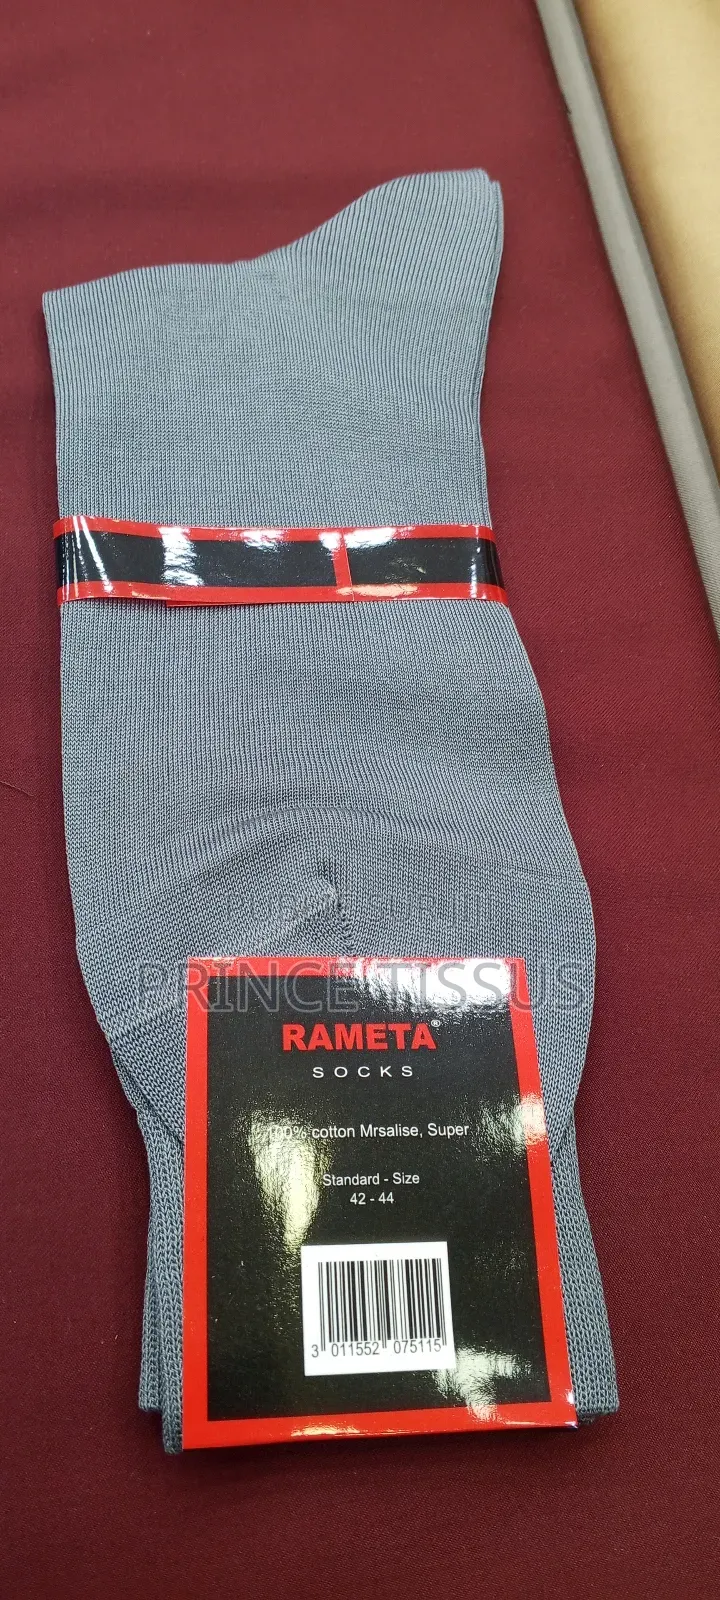 PRINCE TISSUS
RAMETA®
SOCKS
100% cotton Mrsalise, Super
Standard - Size
42 - 44
3 011552 075115